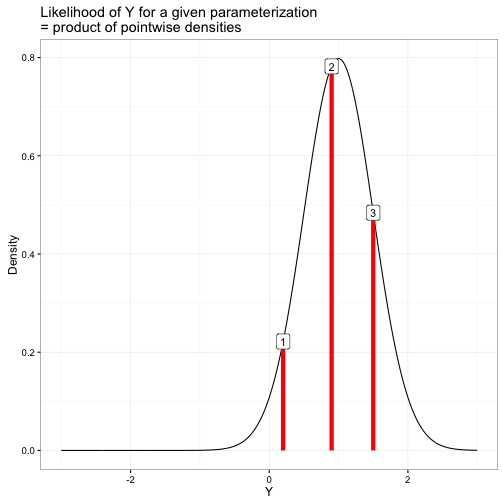 Likelihood of Y for a given parameterization
= product of pointwise densities
0.8
0.6
0.4
0.2
0.0
Density
1
2
3
-2
0
2
Y